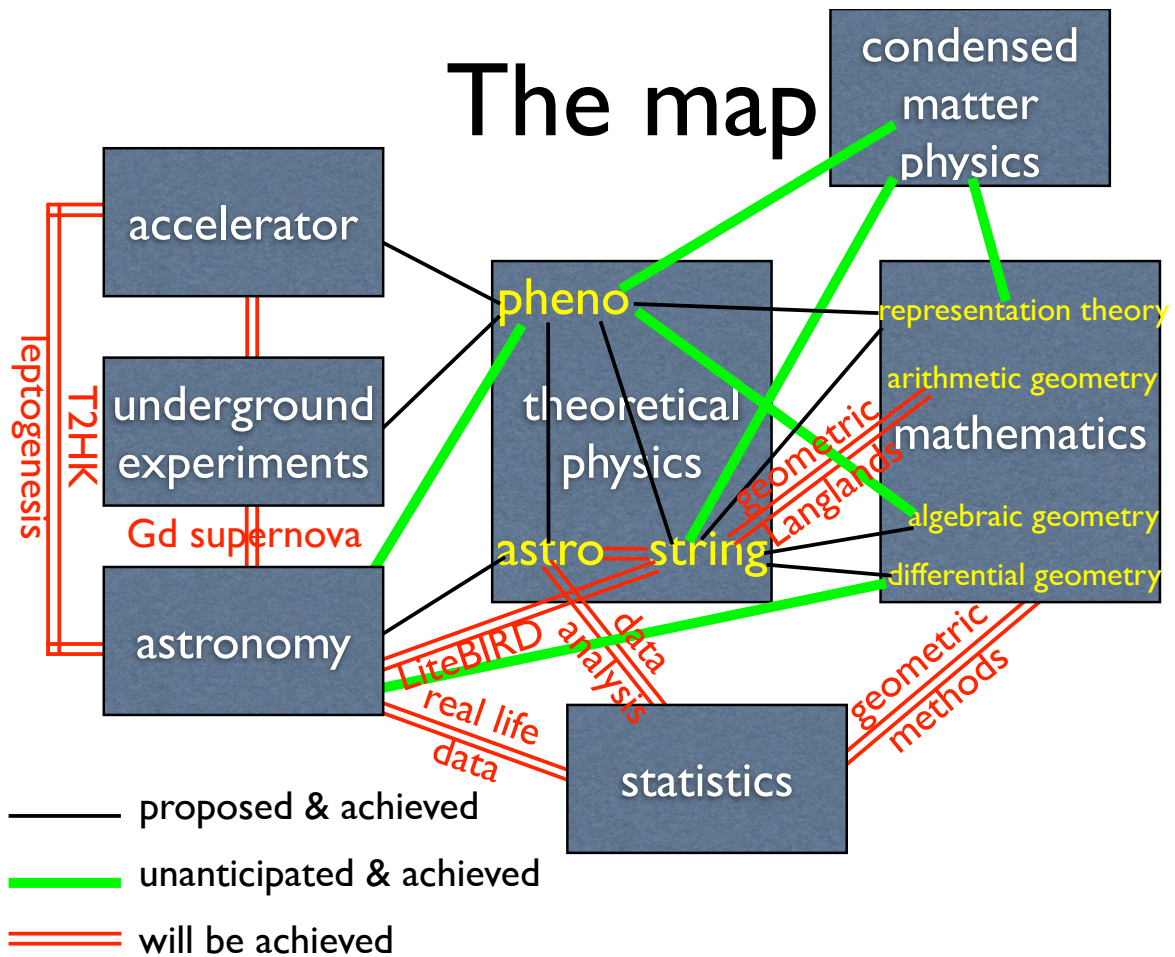 The map
condensed
matter
physics
accelerator
pheno
representation theory
leptogenesis
T2HK
underground
experiments
theoretical
physics
arithmetic geometry
mathematics
geometric
Langlands
algebraic geometry
Gd supernova
astro
string
differential geometry
astronomy
LiteBIRD
data
analysis
real life
data
geometric
methods
statistics
proposed & achieved
unanticipated & achieved
will be achieved